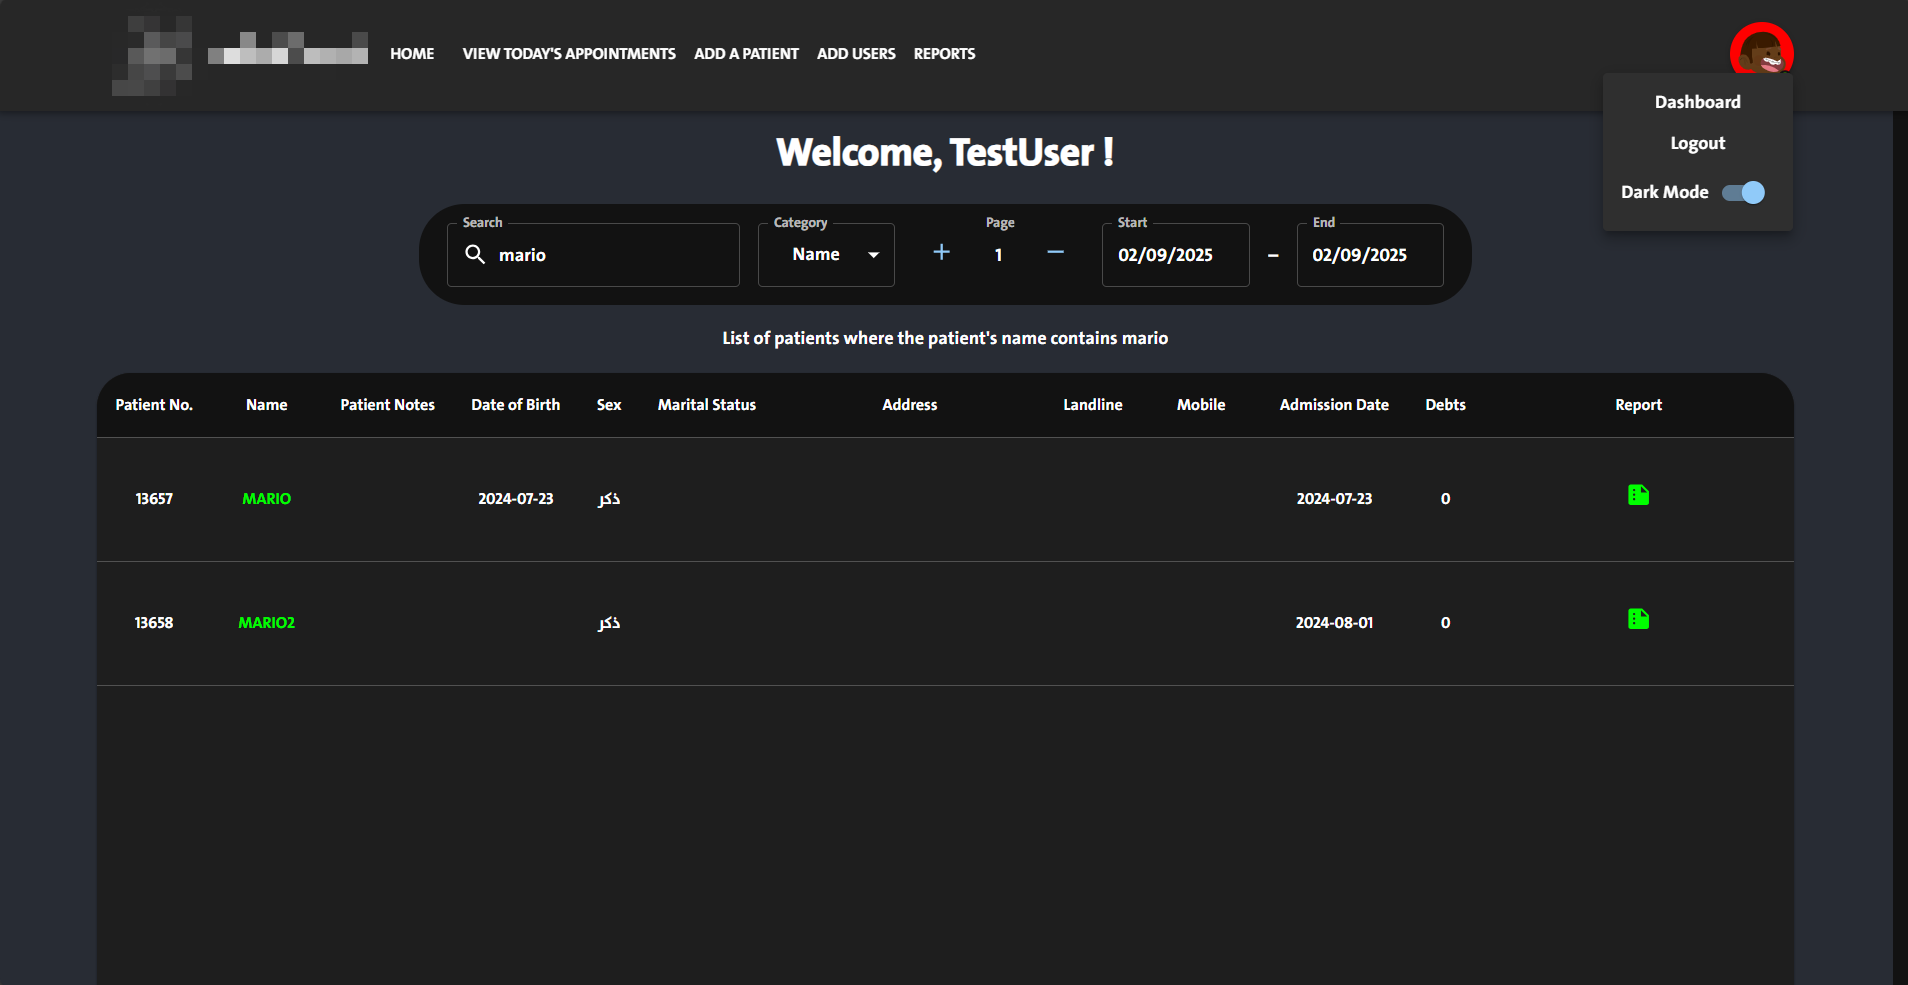 HOME VIEW TODAY'S APPOINTMENTS ADD A PATIENT ADD USERS REPORTS
Dashboard
Logout
Dark Mode
Welcome, TestUser !
Search Category Page Start End
mario Name + 1 − 02/09/2025 – 02/09/2025
List of patients where the patient's name contains mario
Patient No. Name Patient Notes Date of Birth Sex Marital Status Address Landline Mobile Admission Date Debts Report
13657 MARIO 2024-07-23 ذكر 2024-07-23 0
13658 MARIO2 ذكر 2024-08-01 0